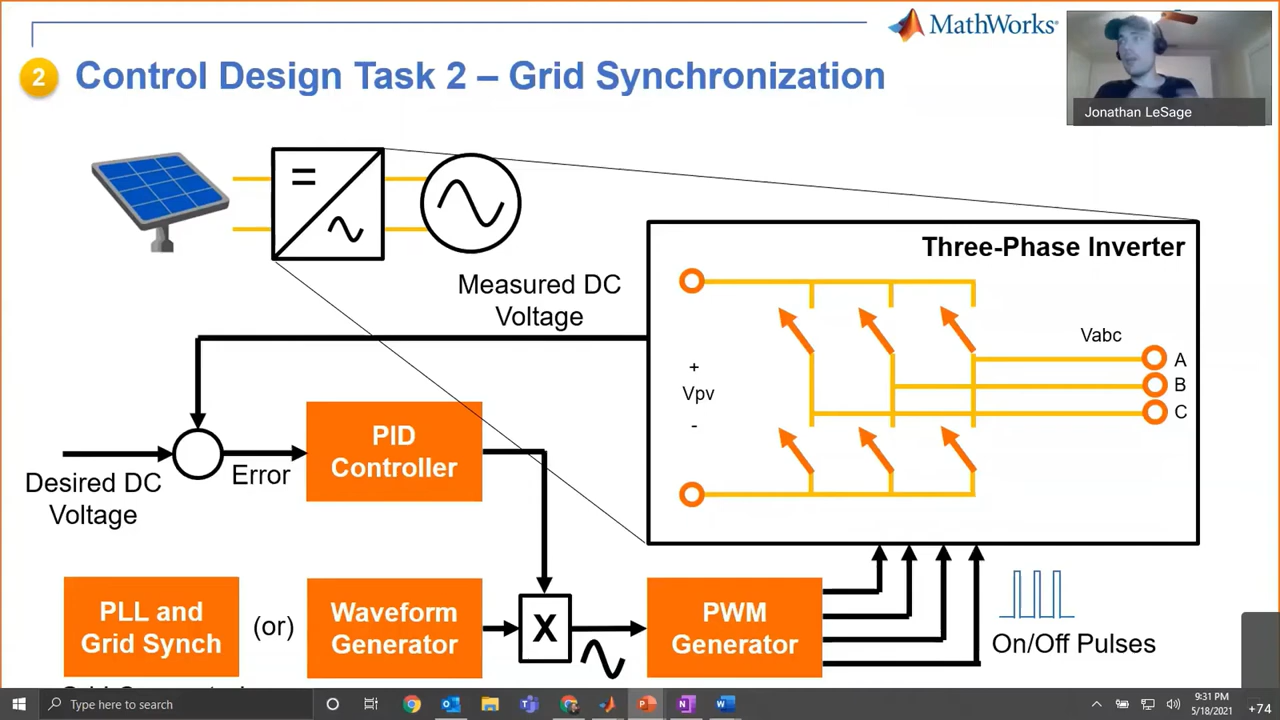 MathWorks®
Jonathan LeSage
2 Control Design Task 2 – Grid Synchronization
Three-Phase Inverter
Measured DC
Voltage
Vabc
A
B
C
+
Vpv
-
PID
Controller
Error
Desired DC
Voltage
PLL and
Grid Synch
(or)
Waveform
Generator
X
PWM
Generator
On/Off Pulses
Type here to search
9:31 PM
5/18/2021
+74